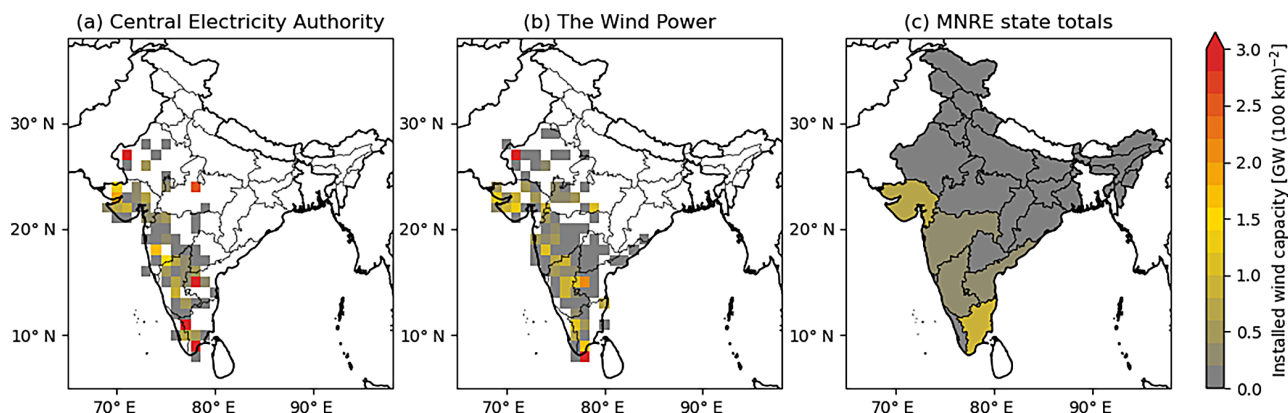 (a) Central Electricity Authority
(b) The Wind Power
(c) MNRE state totals
30° N
20° N
10° N
70° E 80° E 90° E
30° N
20° N
10° N
70° E 80° E 90° E
30° N
20° N
10° N
70° E 80° E 90° E
3.0
2.5
2.0
1.5
1.0
0.5
0.0
Installed wind capacity [GW (100 km)⁻²]